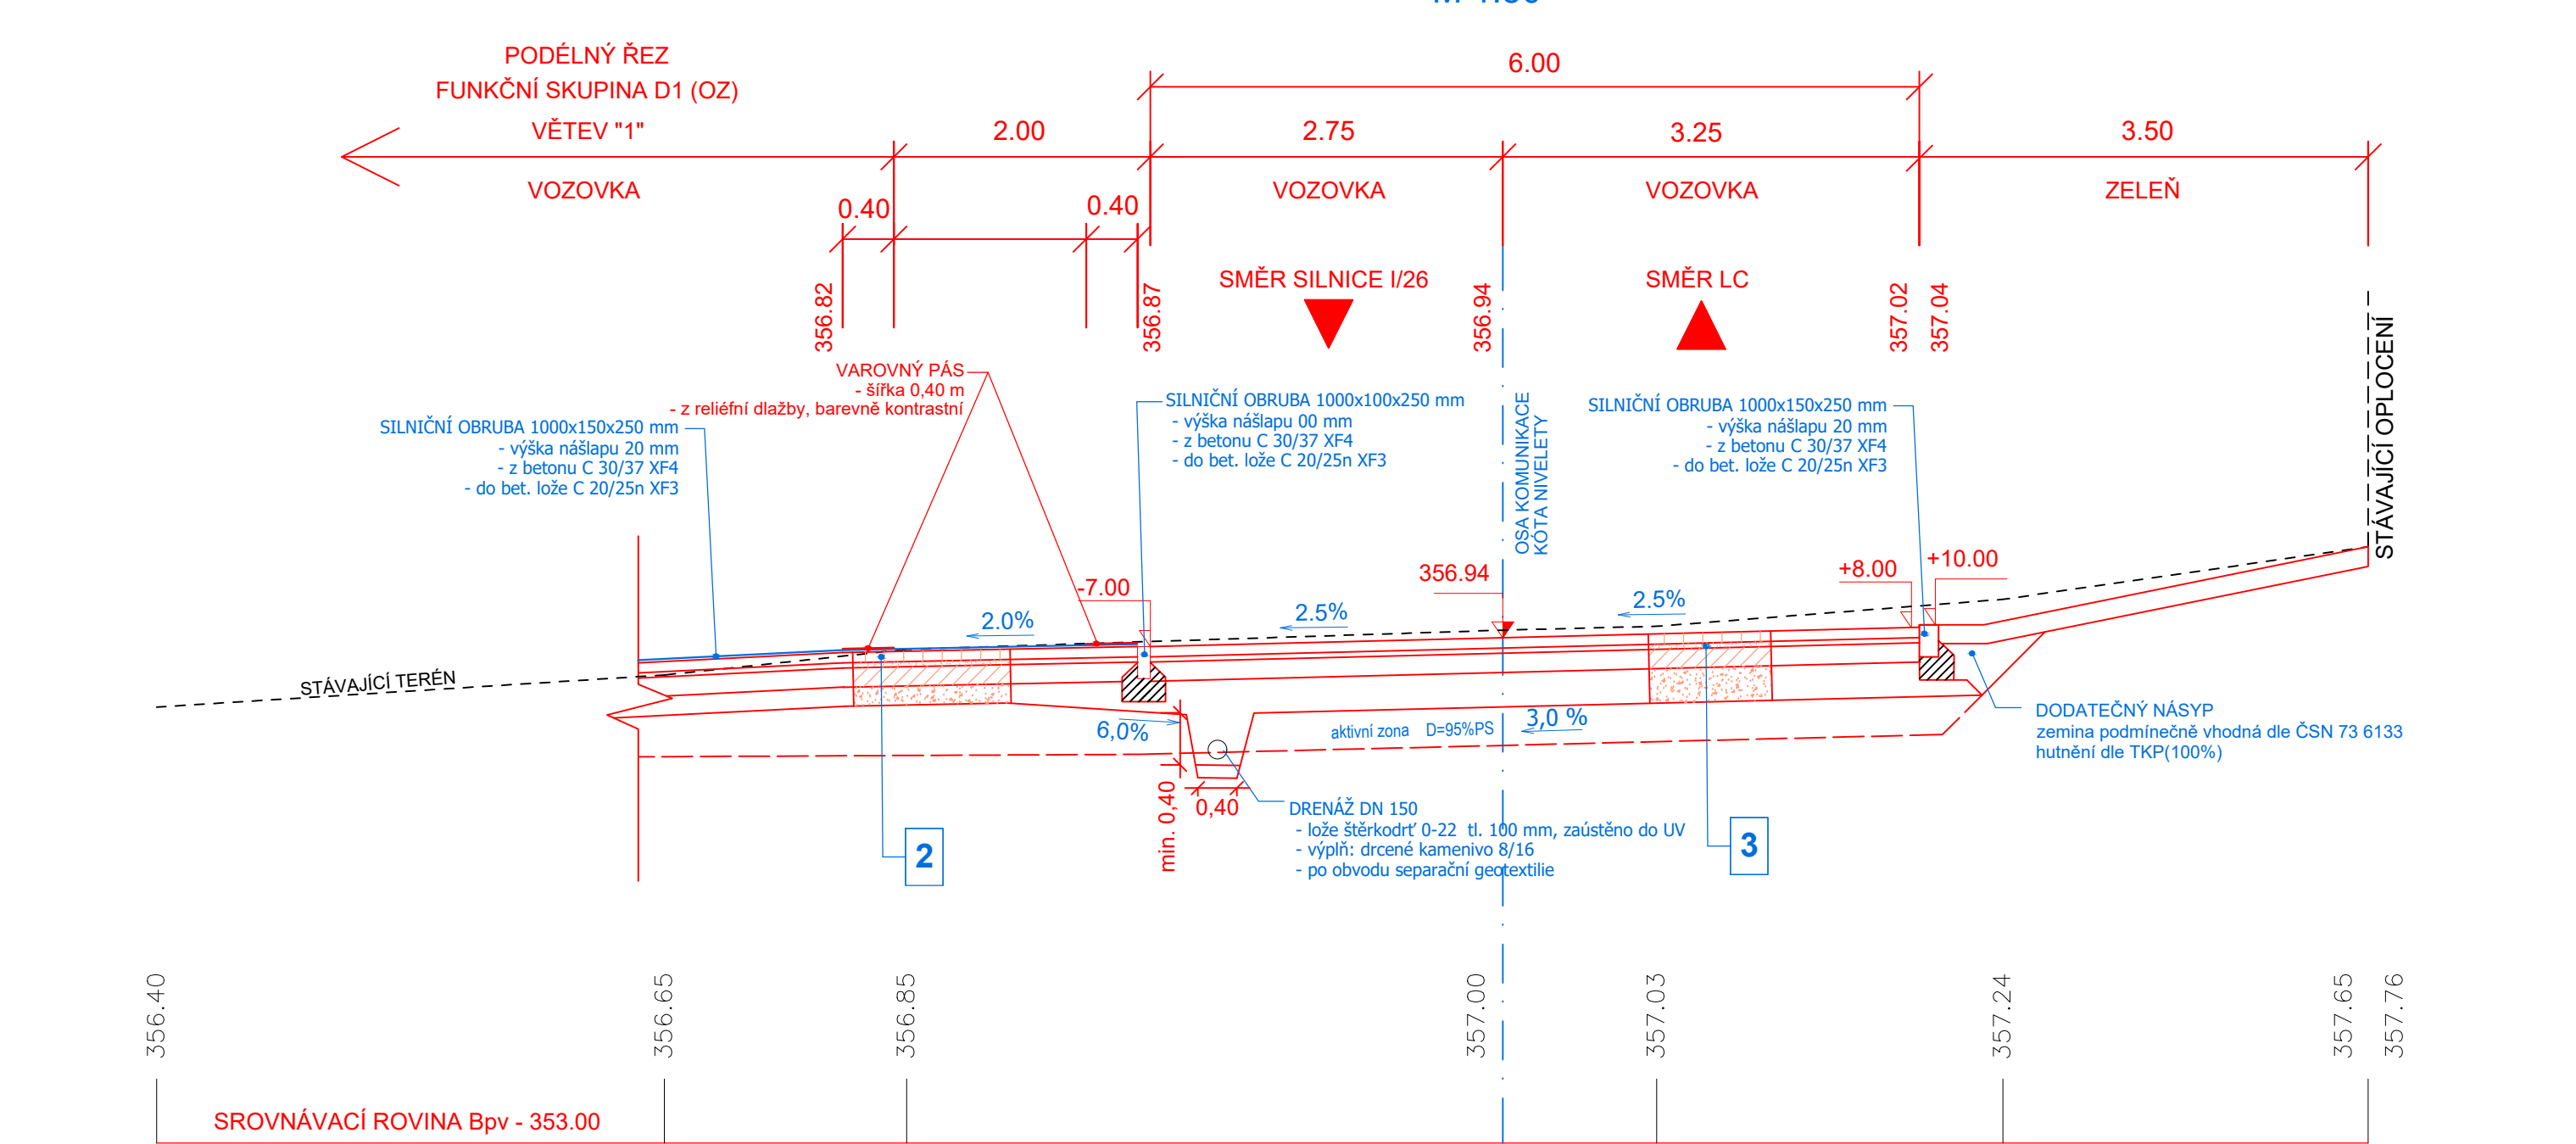 PODÉLNÝ ŘEZ
FUNKČNÍ SKUPINA D1 (OZ)
VĚTEV "1"
VOZOVKA
6.00
2.00
2.75
3.25
3.50
VOZOVKA
VOZOVKA
ZELEŇ
0.40
0.40
356.82
356.87
SMĚR SILNICE I/26
356.94
SMĚR LC
357.02
357.04
VAROVNÝ PÁS
- šířka 0,40 m
- z reliéfní dlažby, barevně kontrastní
SILNIČNÍ OBRUBA 1000x150x250 mm
- výška nášlapu 20 mm
- z betonu C 30/37 XF4
- do bet. lože C 20/25n XF3
SILNIČNÍ OBRUBA 1000x100x250 mm
- výška nášlapu 00 mm
- z betonu C 30/37 XF4
- do bet. lože C 20/25n XF3
OSA KOMUNIKACE
KÓTA NIVELETY
SILNIČNÍ OBRUBA 1000x150x250 mm
- výška nášlapu 20 mm
- z betonu C 30/37 XF4
- do bet. lože C 20/25n XF3
STÁVAJÍCÍ OPLOCENÍ
-7.00
356.94
+8.00
+10.00
2.0%
2.5%
2.5%
STÁVAJÍCÍ TERÉN
6,0%
aktivní zona D=95%PS
3,0 %
min. 0,40
0,40
DODATEČNÝ NÁSYP
zemina podmínečně vhodná dle ČSN 73 6133
hutnění dle TKP(100%)
DRENÁŽ DN 150
- lože štěrkodrť 0-22 tl. 100 mm, zaústěno do UV
- výplň: drcené kamenivo 8/16
- po obvodu separační geotextilie
2
3
356.40
356.65
356.85
357.00
357.03
357.24
357.65
357.76
SROVNÁVACÍ ROVINA Bpv - 353.00